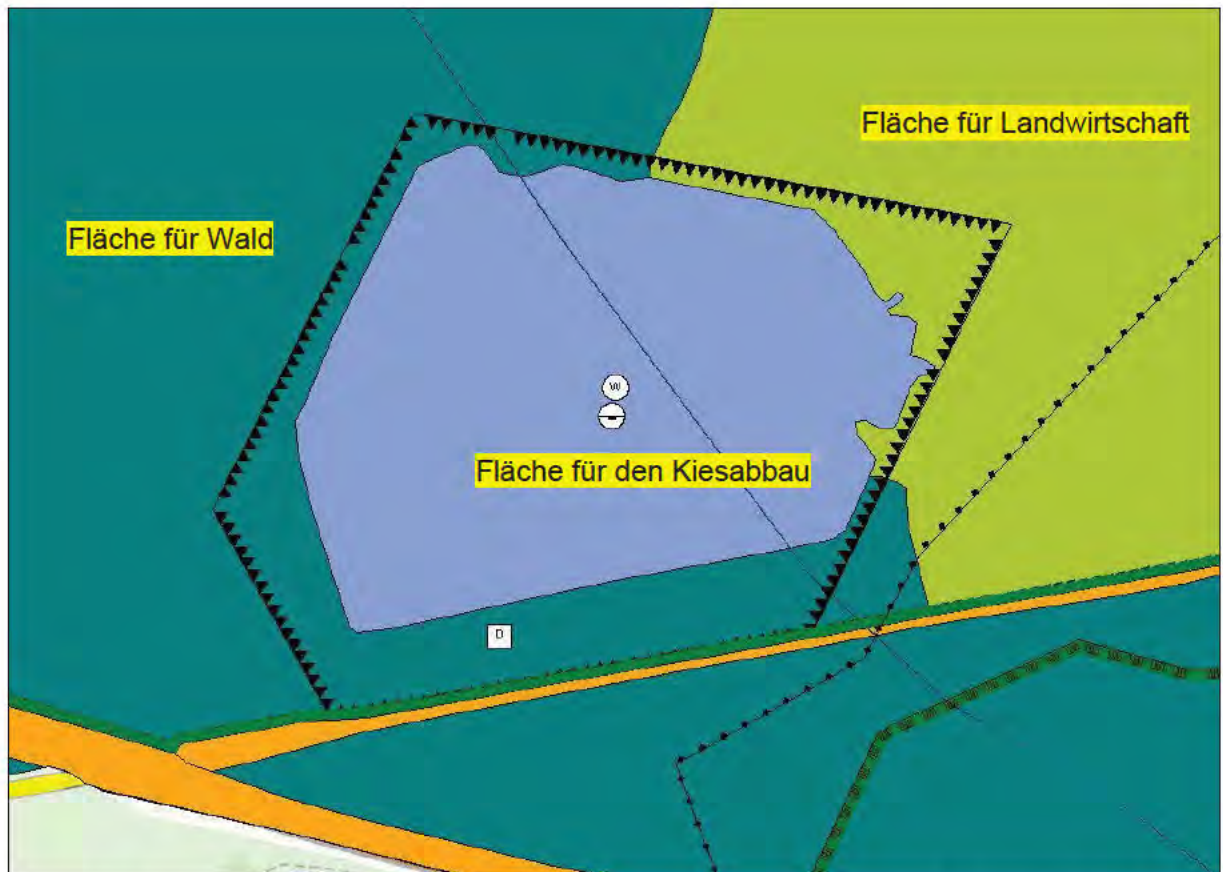 Fläche für Landwirtschaft
Fläche für Wald
W
Fläche für den Kiesabbau
D